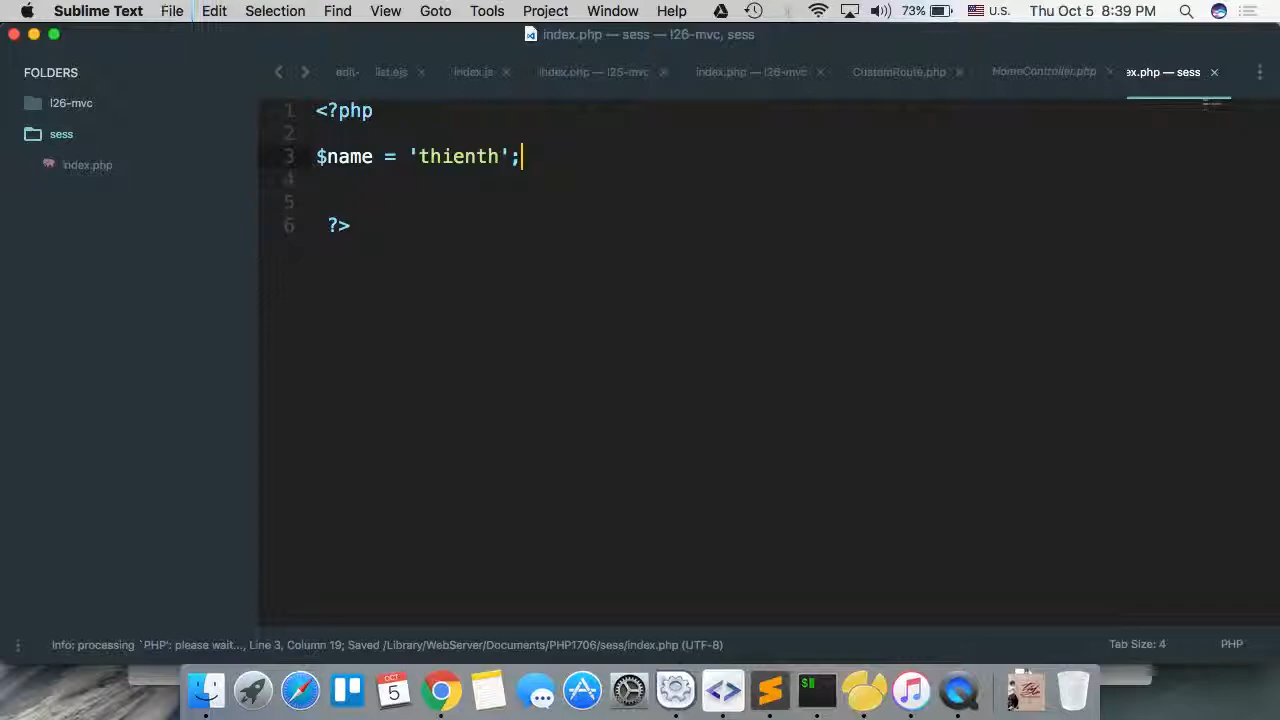 Sublime Text File Edit Selection Find View Goto Tools Project Window Help 73% U.S. Thu Oct 5 8:39 PM
index.php — sess — l26-mvc, sess
FOLDERS
l26-mvc
sess
index.php
edit- list.ejs index.js index.php — l25-mvc index.php — l26-mvc CustomRoute.php HomeController.php ex.php — sess
1 <?php
2
3 $name = 'thienth';
4
5
6 ?>
Info: processing `PHP': please wait..., Line 3, Column 19; Saved /Library/WebServer/Documents/PHP1706/sess/index.php (UTF-8) Tab Size: 4 PHP
OCT
5